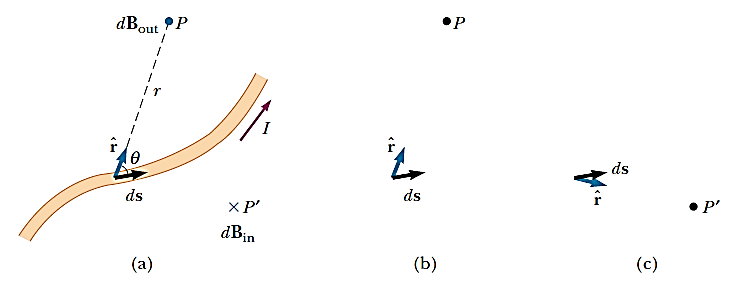 dB_out P
P
r
I
r̂ θ
ds
P′
dB_in
(a)
r̂
ds
(b)
ds
r̂
P′
(c)